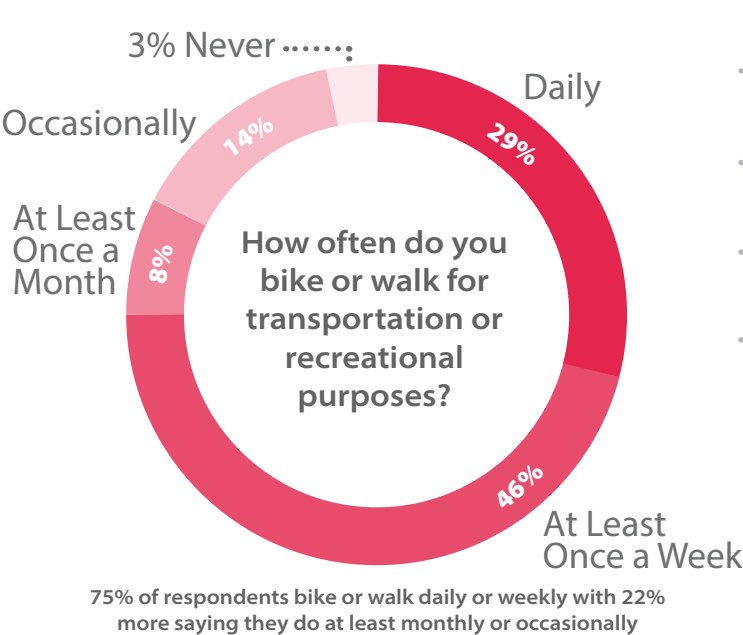 3% Never
Daily
29%
Occasionally
14%
At Least
Once a
Month
8%
How often do you
bike or walk for
transportation or
recreational
purposes?
46%
At Least
Once a Week
75% of respondents bike or walk daily or weekly with 22%
more saying they do at least monthly or occasionally